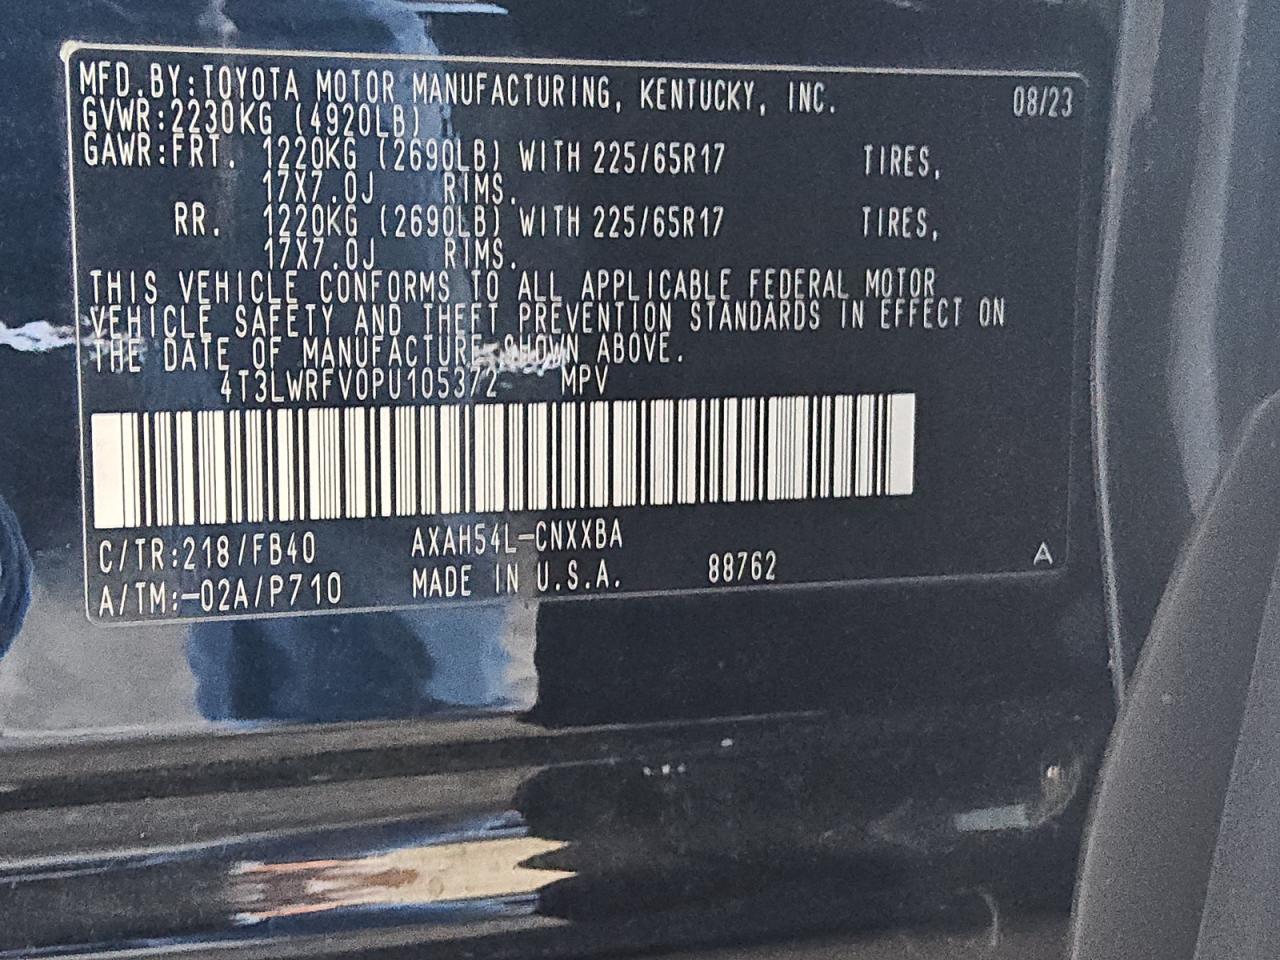 MFD.BY:TOYOTA MOTOR MANUFACTURING, KENTUCKY, INC. 08/23
GVWR:2230KG (4920LB)
GAWR:FRT. 1220KG (2690LB) WITH 225/65R17 TIRES,
17X7.0J RIMS.
RR. 1220KG (2690LB) WITH 225/65R17 TIRES,
17X7.0J RIMS.
THIS VEHICLE CONFORMS TO ALL APPLICABLE FEDERAL MOTOR
VEHICLE SAFETY AND THEFT PREVENTION STANDARDS IN EFFECT ON
THE DATE OF MANUFACTURE SHOWN ABOVE.
4T3LWRFV0PU105372 MPV
C/TR:218/FB40 AXAH54L-CNXXBA
A/TM:-02A/P710 MADE IN U.S.A. 88762 A